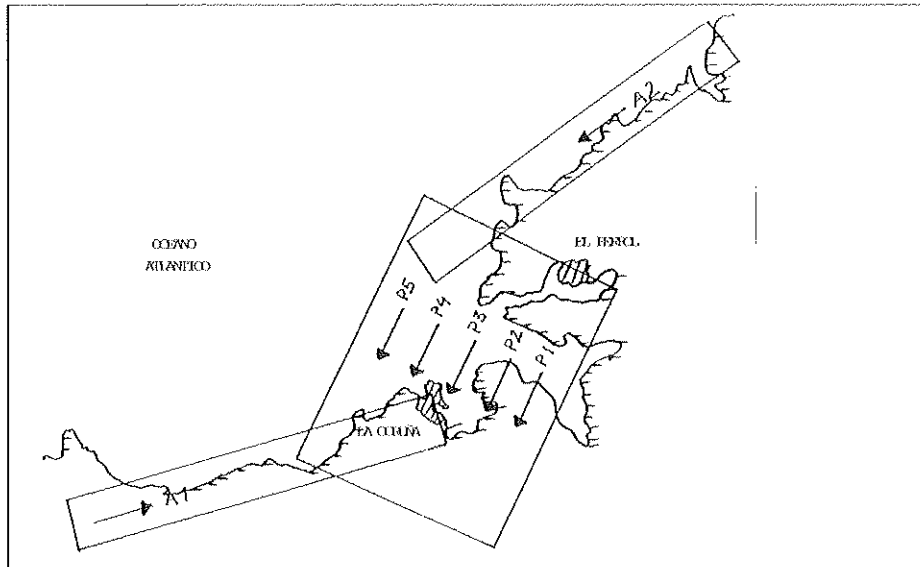 A2
OCEANO
ATLANTICO
EL FERROL
P5
P4
P3
P2
P1
LA CORUÑA
A1